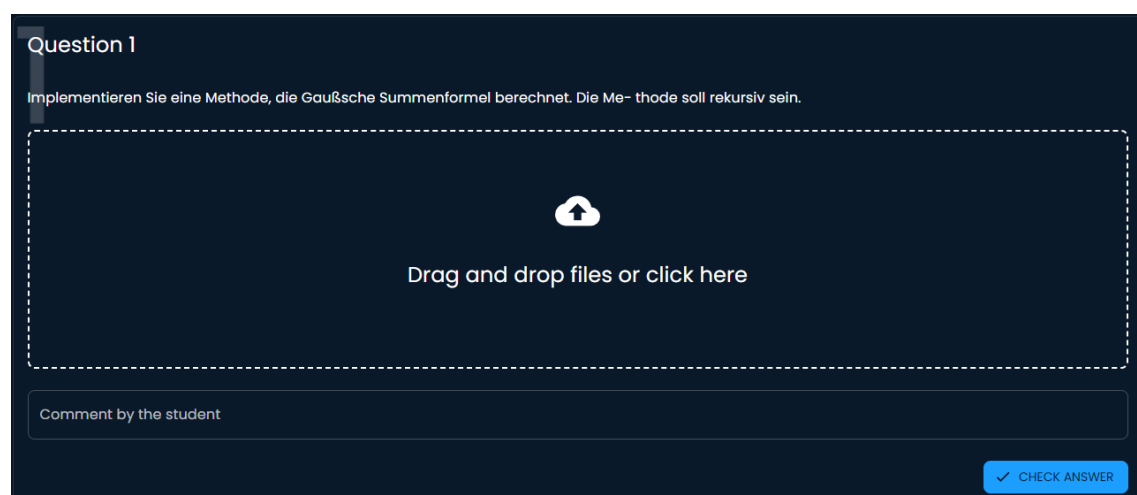 Question 1
Implementieren Sie eine Methode, die Gaußsche Summenformel berechnet. Die Me- thode soll rekursiv sein.
Drag and drop files or click here
Comment by the student
CHECK ANSWER